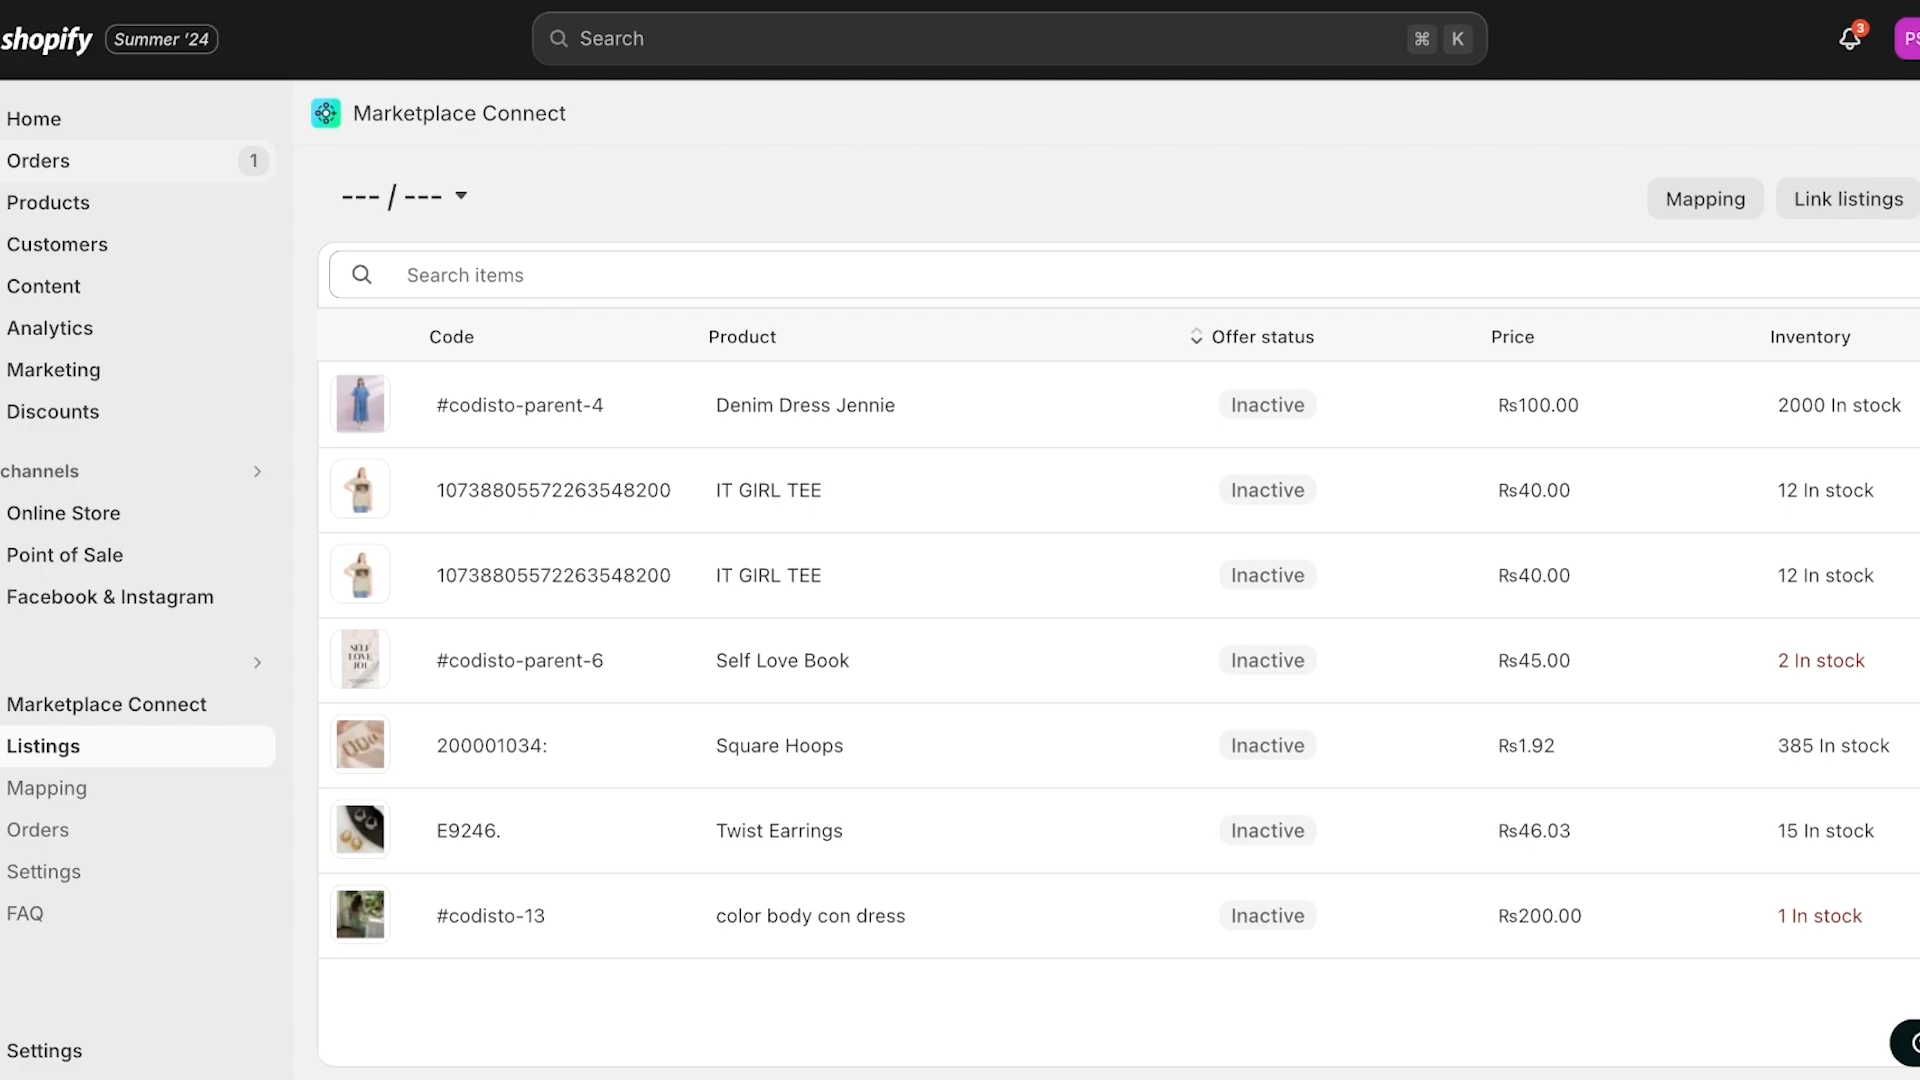 shopify Summer '24 Search ⌘ K 3
Home
Orders 1
Products
Customers
Content
Analytics
Marketing
Discounts
channels
Online Store
Point of Sale
Facebook & Instagram
Marketplace Connect
Listings
Mapping
Orders
Settings
FAQ
Settings
Marketplace Connect
--- / ---
Mapping Link listings
Search items
Code Product Offer status Price Inventory
#codisto-parent-4 Denim Dress Jennie Inactive Rs100.00 2000 In stock
10738805572263548200 IT GIRL TEE Inactive Rs40.00 12 In stock
10738805572263548200 IT GIRL TEE Inactive Rs40.00 12 In stock
SELF
LOVE
#codisto-parent-6 Self Love Book Inactive Rs45.00 2 In stock
200001034: Square Hoops Inactive Rs1.92 385 In stock
E9246. Twist Earrings Inactive Rs46.03 15 In stock
#codisto-13 color body con dress Inactive Rs200.00 1 In stock